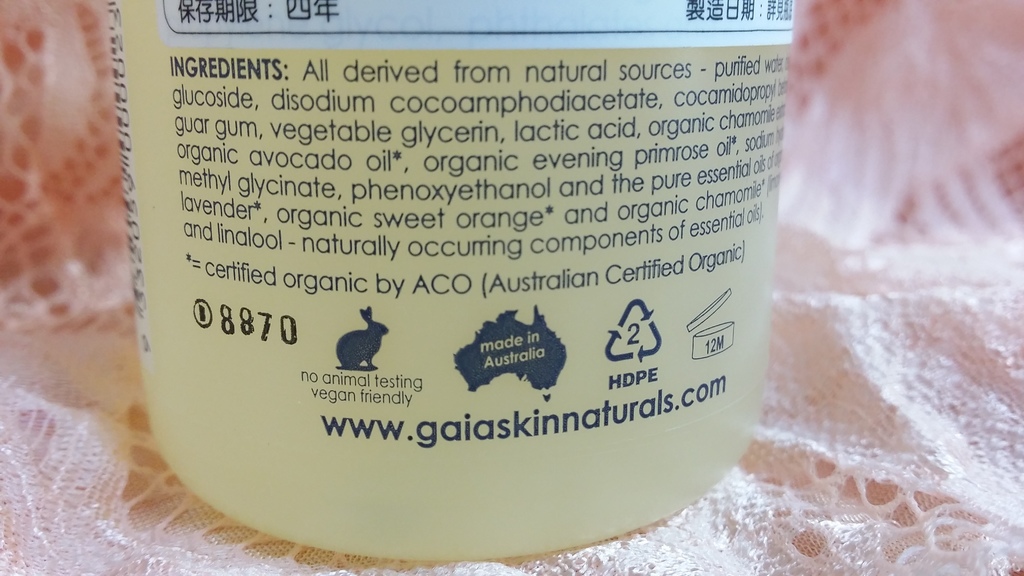 保存期限：四年
製造日期：詳見瓶
INGREDIENTS: All derived from natural sources - purified water,
glucoside, disodium cocoamphodiacetate, cocamidopropyl
guar gum, vegetable glycerin, lactic acid, organic chamomile
organic avocado oil*, organic evening primrose oil*, sodium
methyl glycinate, phenoxyethanol and the pure essential oils of
lavender*, organic sweet orange* and organic chamomile*
and linalool - naturally occurring components of essential oils).
*= certified organic by ACO (Australian Certified Organic)
8870
no animal testing
vegan friendly
made in
Australia
2
HDPE
12M
www.gaiaskinnaturals.com